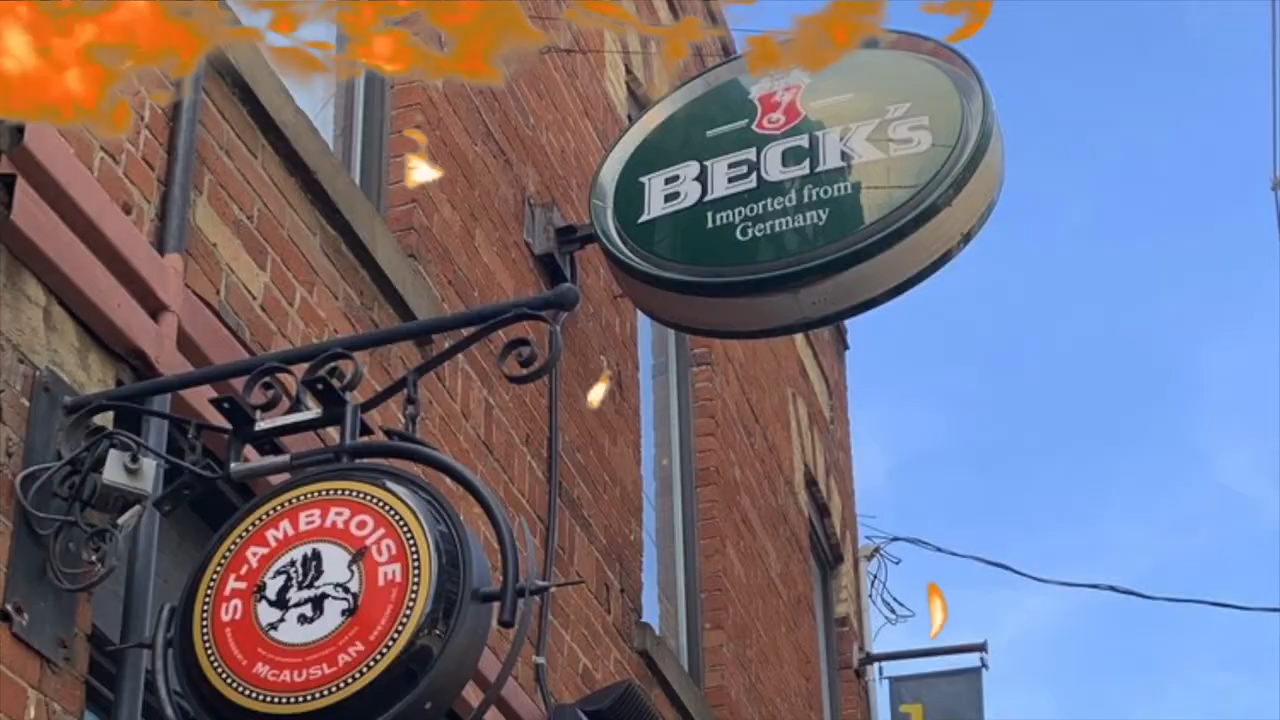 BECK'S
Imported from
Germany
ST-AMBROISE
McAUSLAN